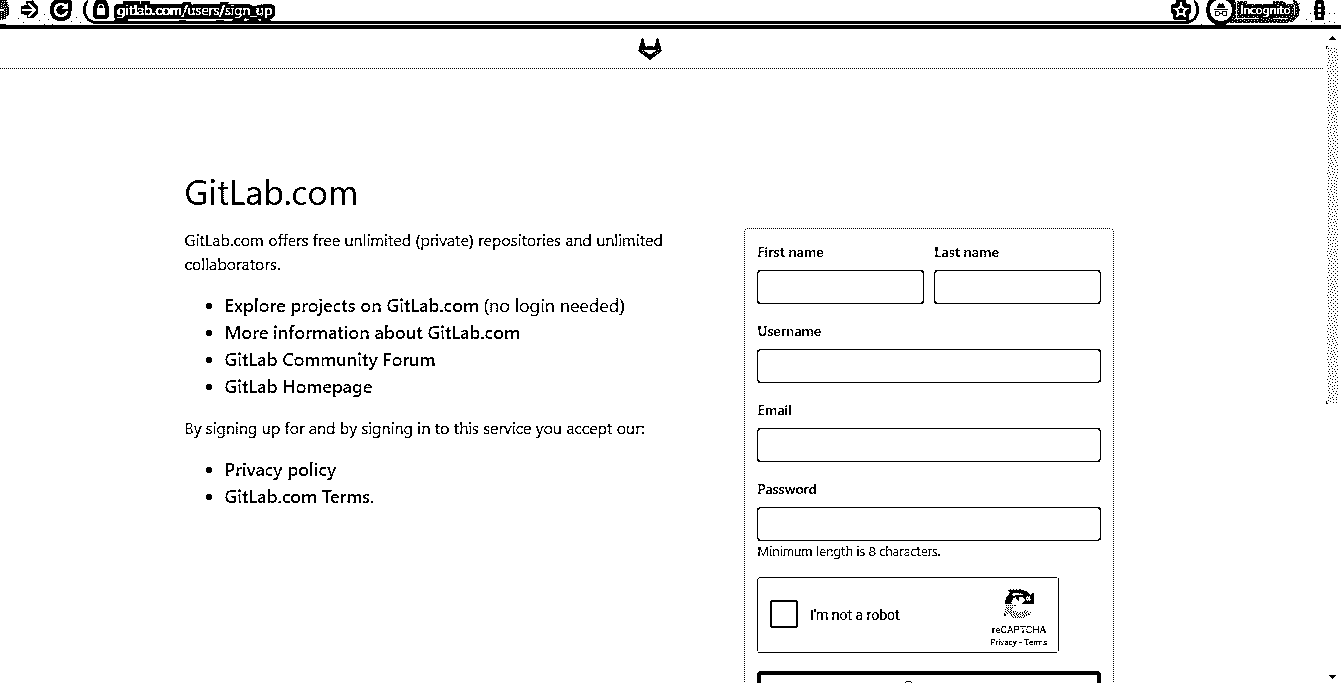 gitlab.com/users/sign_up
Incognito
GitLab.com
GitLab.com offers free unlimited (private) repositories and unlimited
collaborators.
• Explore projects on GitLab.com (no login needed)
• More information about GitLab.com
• GitLab Community Forum
• GitLab Homepage
By signing up for and by signing in to this service you accept our:
• Privacy policy
• GitLab.com Terms.
First name Last name
Username
Email
Password
Minimum length is 8 characters.
I'm not a robot
reCAPTCHA
Privacy - Terms